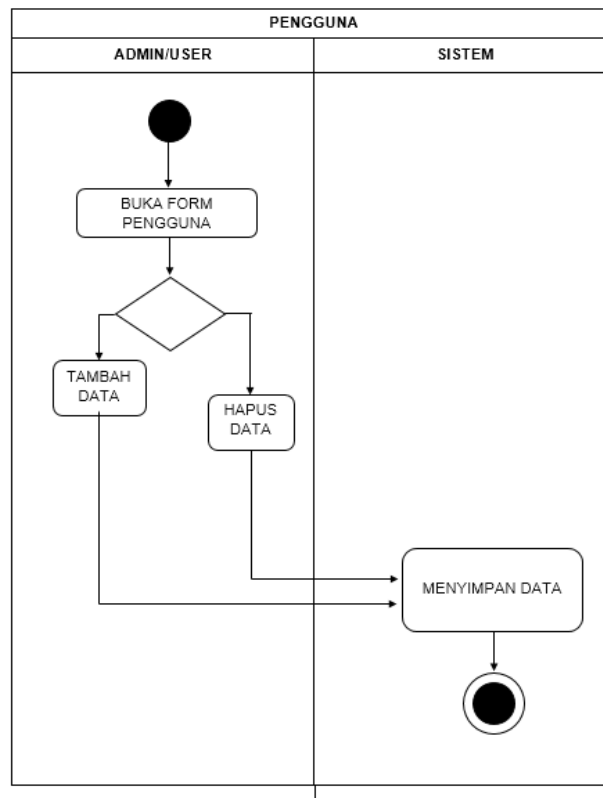 PENGGUNA
ADMIN/USER
SISTEM
BUKA FORM
PENGGUNA
TAMBAH
DATA
HAPUS
DATA
MENYIMPAN DATA